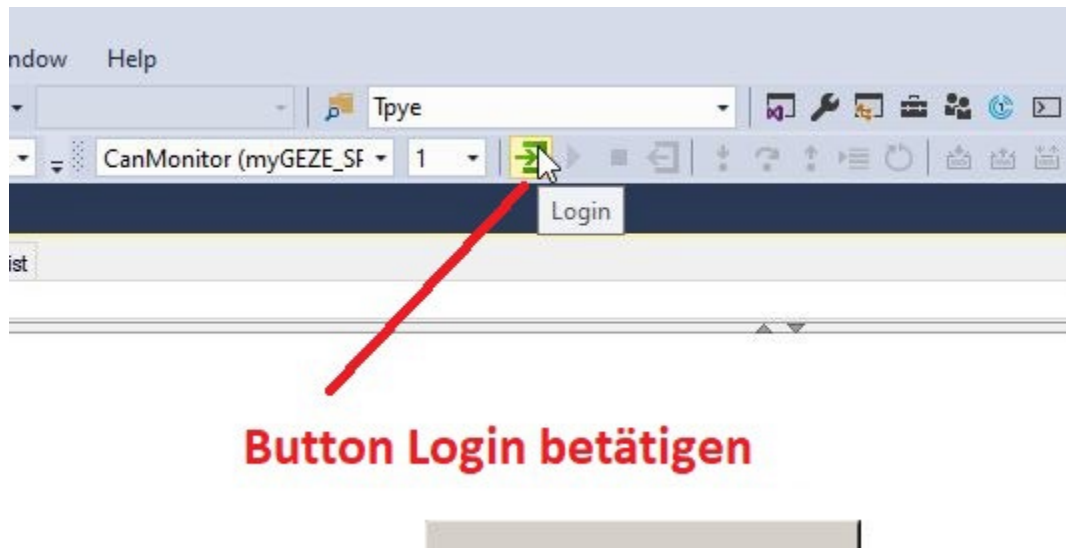 ndow Help
Tpye
CanMonitor (myGEZE_SF 1
Login
ist
Button Login betätigen